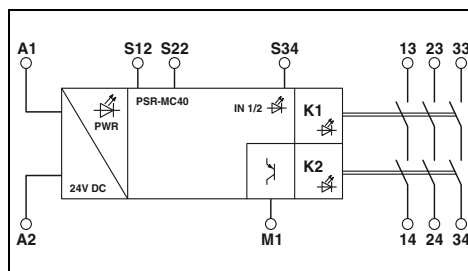 A1 S12 S22 S34 13 23 33
PSR-MC40 IN 1/2 K1
PWR
K2
24V DC
A2 M1 14 24 34